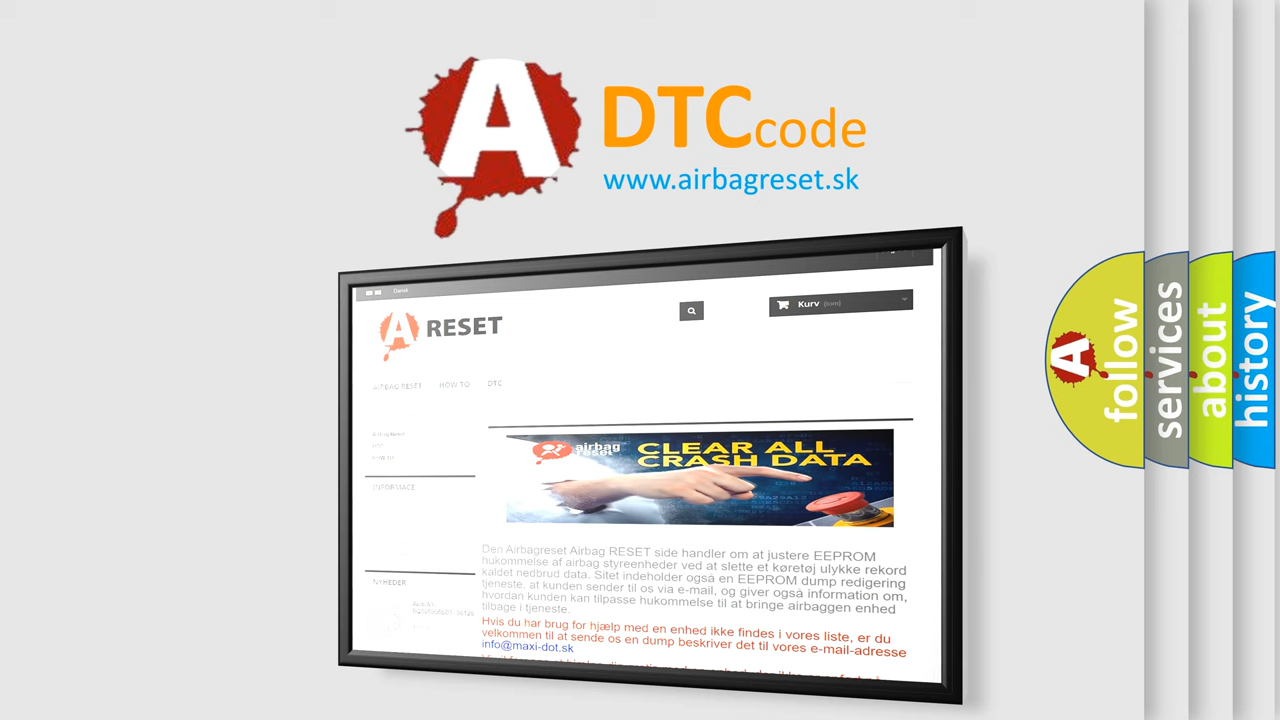 A DTCcode
www.airbagreset.sk
Dansk
Kurv (tom)
A RESET
AIRBAG RESET HOW TO DTC
INFORMACE
NYHEDER
airbag
reset
CLEAR ALL
CRASH DATA
Den Airbagreset Airbag RESET side handler om at justere EEPROM
hukommelse af airbag styreenheder ved at slette et køretøj ulykke rekord
kaldet nedbrud data. Sitet indeholder også en EEPROM dump redigering
tjeneste. at kunden sender til os via e-mail, og giver også information om,
hvordan kunden kan tilpasse hukommelse til at bringe airbaggen enhed
tilbage i tjeneste.
Hvis du har brug for hjælp med en enhed ikke findes i vores liste, er du
velkommen til at sende os en dump beskriver det til vores e-mail-adresse
info@maxi-dot.sk
A follow
services
about
history